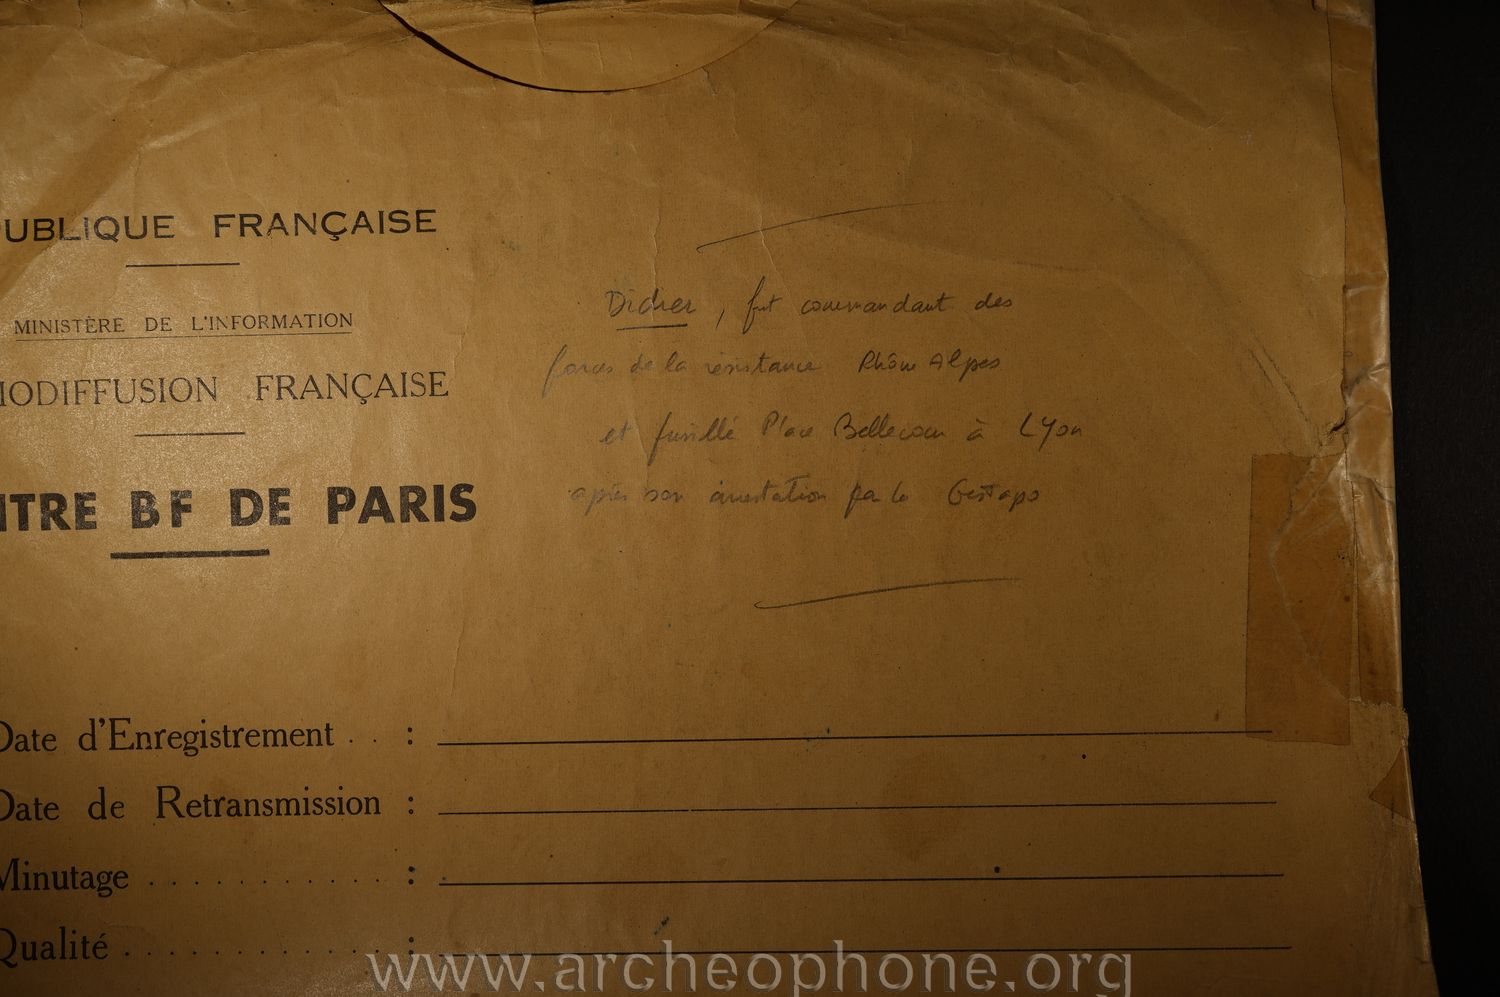 PUBLIQUE FRANÇAISE
MINISTÈRE DE L'INFORMATION
IODIFFUSION FRANÇAISE
NTRE BF DE PARIS
Didier, fut commandant des
forces de la résistance Rhône Alpes
et fusillé Place Bellecour à Lyon
après son arrestation par la Gestapo
Date d'Enregistrement . . :
Date de Retransmission :
Minutage . . . . . . . . . . . . :
Qualité . . . . . . . . . . . . . :
www.archeophone.org